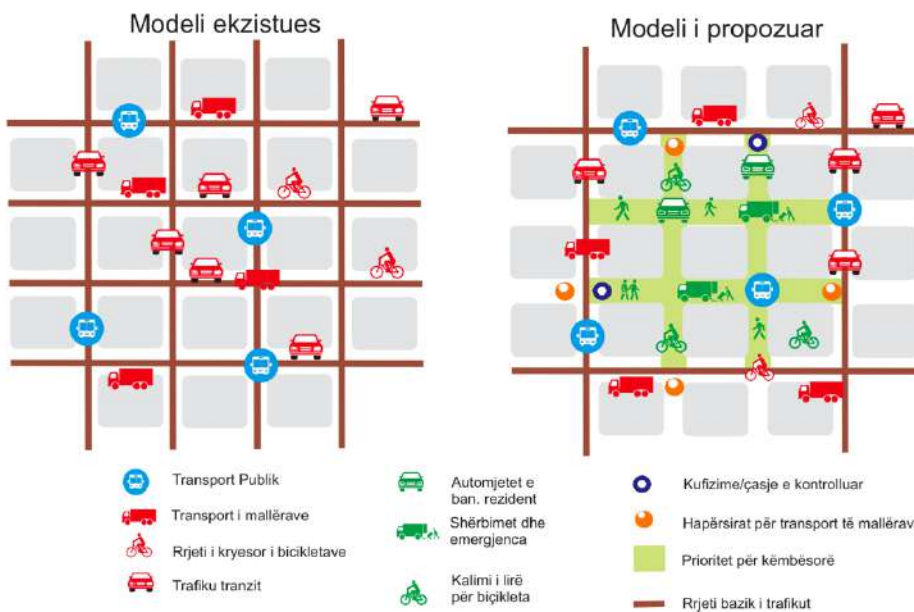 Modeli ekzistues
Modeli i propozuar
Transport Publik
Transport i mallërave
Rrjeti i kryesor i bicikletave
Trafiku tranzit
Automjetet e
ban. rezident
Shërbimet dhe
emergjenca
Kalimi i lirë
për biçikleta
Kufizime/çasje e kontrolluar
Hapërsirat për transport të mallërave
Prioritet për këmbësorë
Rrjeti bazik i trafikut